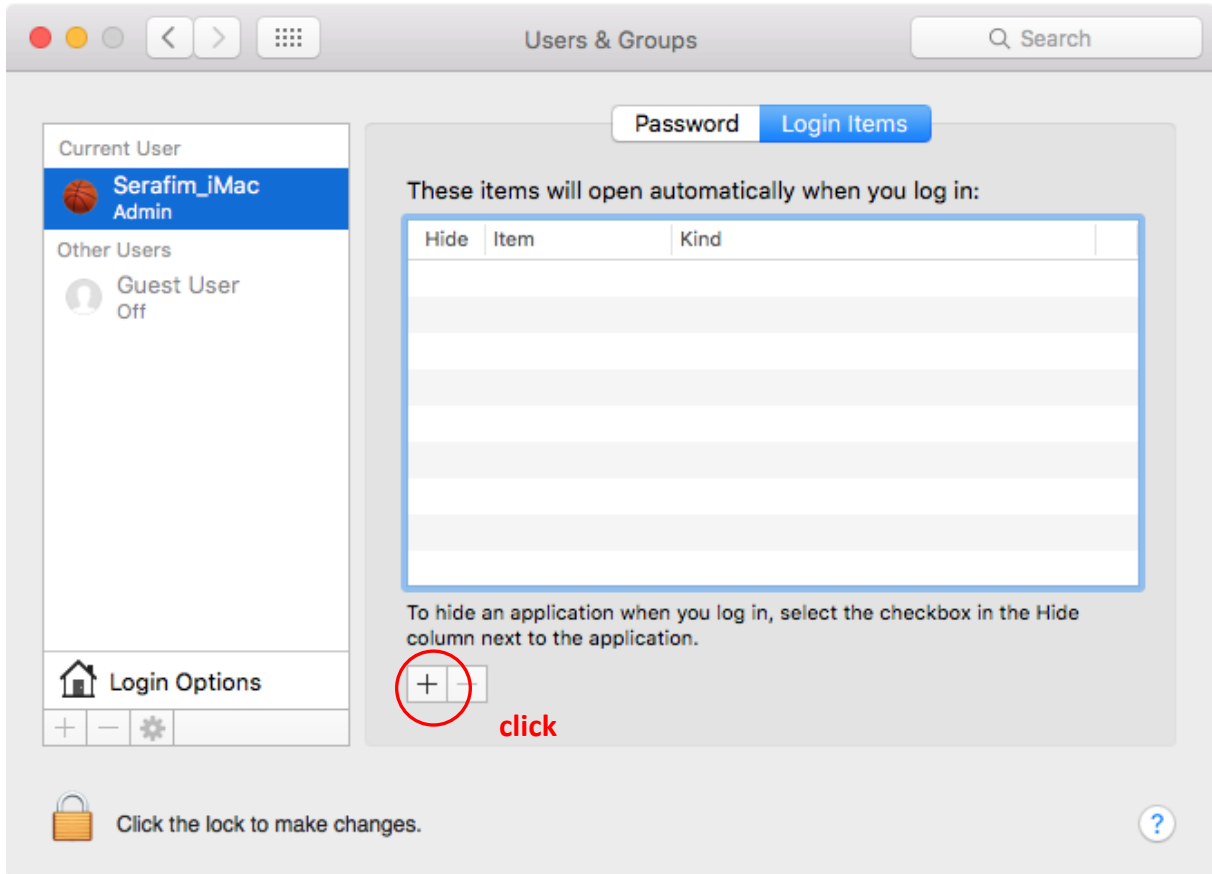 Users & Groups
Search
Password Login Items
Current User
Serafim_iMac
Admin
Other Users
Guest User
Off
Login Options
These items will open automatically when you log in:
Hide Item Kind
To hide an application when you log in, select the checkbox in the Hide
column next to the application.
click
Click the lock to make changes.
?